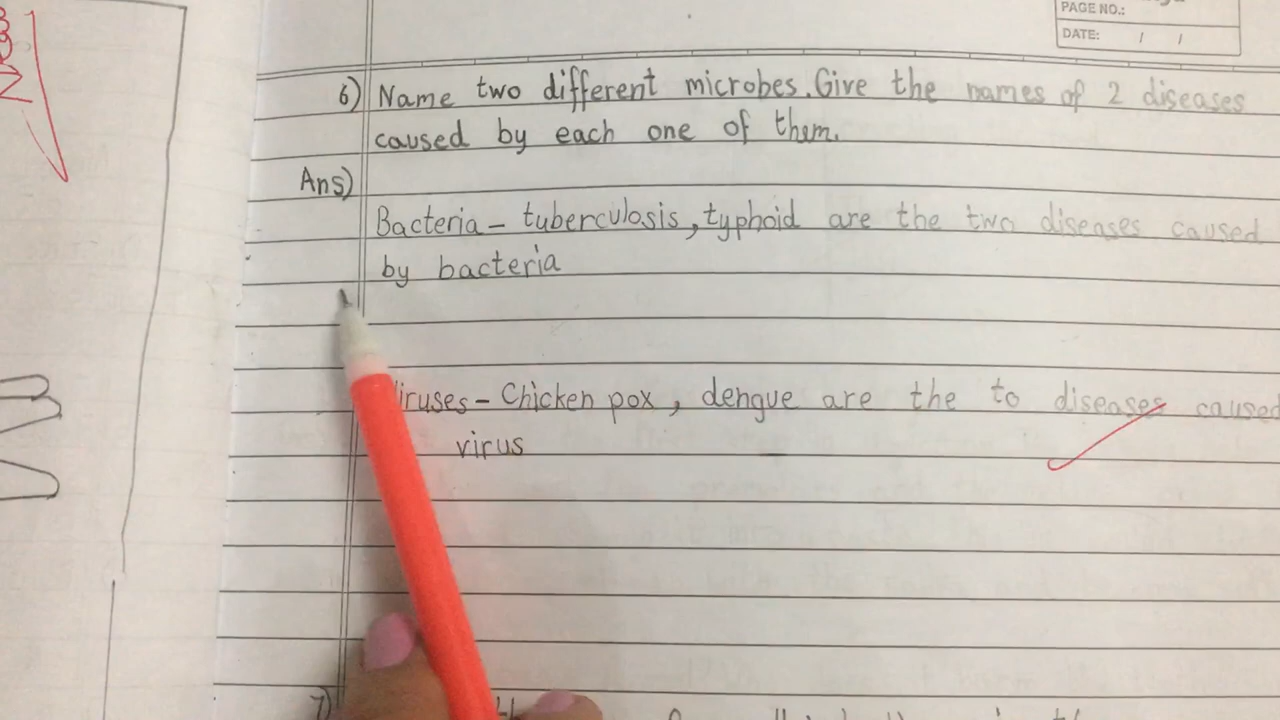 PAGE NO.:
DATE: / /
6) Name two different microbes. Give the names of 2 diseases
caused by each one of them.
Ans)
Bacteria - tuberculosis, typhoid are the two diseases caused
by bacteria
iruses - Chicken pox, dengue are the to diseases caused
virus
7)